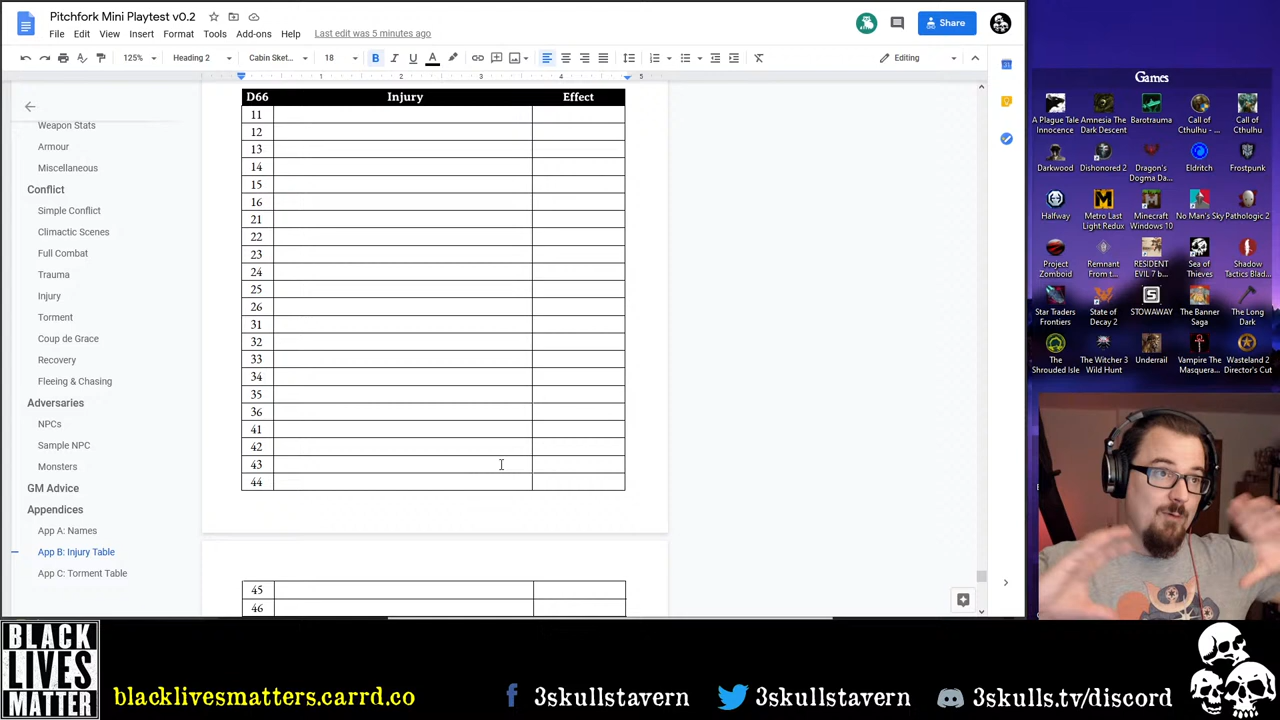 Pitchfork Mini Playtest v0.2
File Edit View Insert Format Tools Add-ons Help Last edit was 5 minutes ago
Share
125% Heading 2 Cabin Sket... 18 B I U A Editing
1 2 3 4 5
Weapon Stats
Armour
Miscellaneous
Conflict
Simple Conflict
Climactic Scenes
Full Combat
Trauma
Injury
Torment
Coup de Grace
Recovery
Fleeing & Chasing
Adversaries
NPCs
Sample NPC
Monsters
GM Advice
Appendices
App A: Names
App B: Injury Table
App C: Torment Table
D66 Injury Effect
11
12
13
14
15
16
21
22
23
24
25
26
31
32
33
34
35
36
41
42
43
44
45
46
Games
A Plague Tale Innocence
Amnesia The Dark Descent
Barotrauma
Call of Cthulhu - ...
Call of Cthulhu
Darkwood
Dishonored 2
Dragon's Dogma Da...
Eldritch
Frostpunk
Halfway
Metro Last Light Redux
Minecraft Windows 10
No Man's Sky
Pathologic 2
Project Zomboid
Remnant From t...
RESIDENT EVIL 7 b...
Sea of Thieves
Shadow Tactics Blad...
Star Traders Frontiers
State of Decay 2
STOWAWAY
The Banner Saga
The Long Dark
The Shrouded Isle
The Witcher 3 Wild Hunt
Underrail
Vampire The Masquera...
Wasteland 2 Director's Cut
BLACK
LIVES
MATTER
blacklivesmatters.carrd.co
3skullstavern
3skullstavern
3skulls.tv/discord